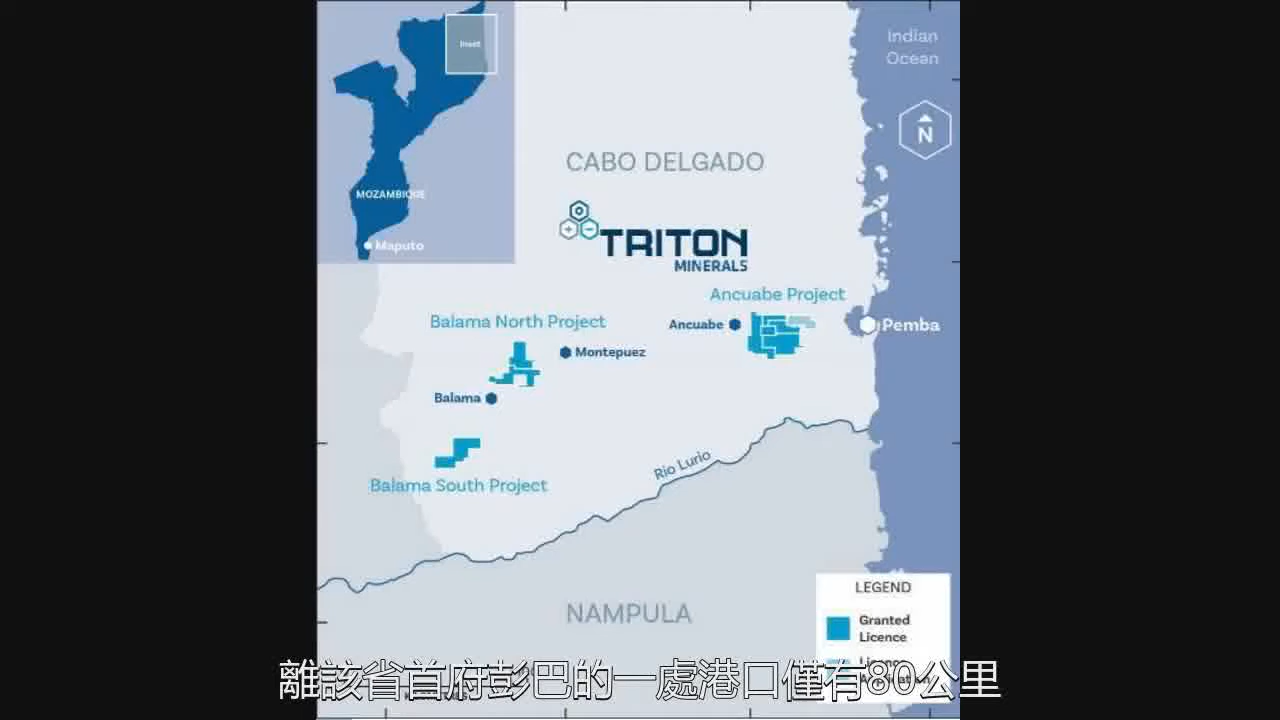 Inset
MOZAMBIQUE
Maputo
Indian
Ocean
N
CABO DELGADO
TRITON
MINERALS
Ancuabe Project
Balama North Project
Ancuabe
Pemba
Montepuez
Balama
Balama South Project
Rio Lurio
NAMPULA
LEGEND
Granted
Licence
離該省首府彭巴的一處港口僅有80公里